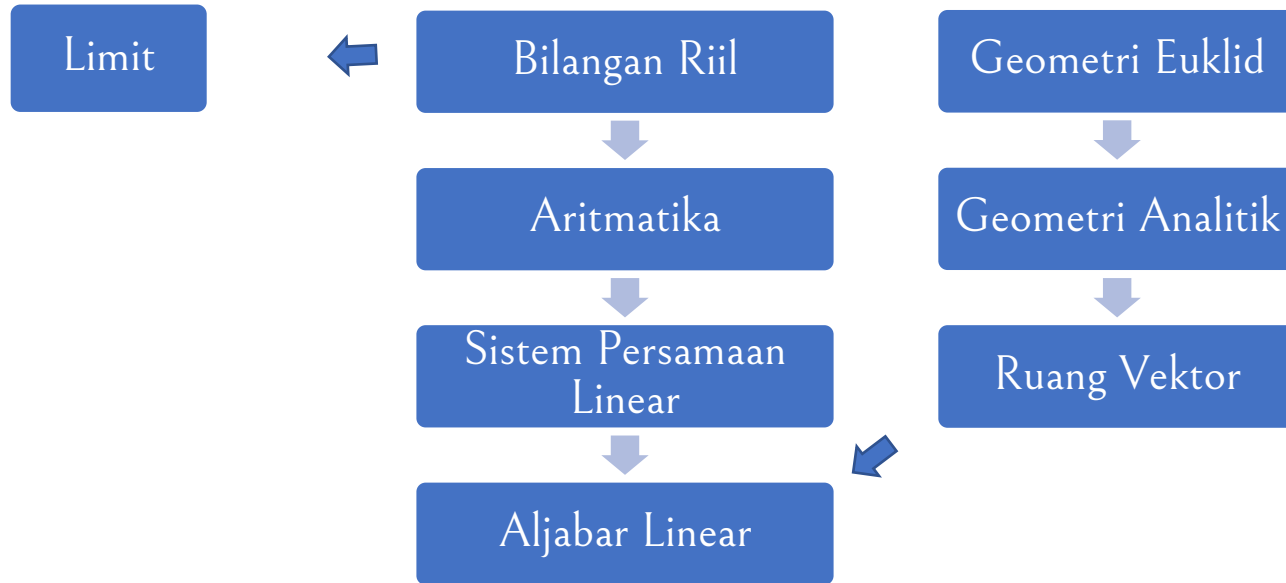 Limit
Bilangan Riil
Geometri Euklid
Aritmatika
Geometri Analitik
Sistem Persamaan
Linear
Ruang Vektor
Aljabar Linear